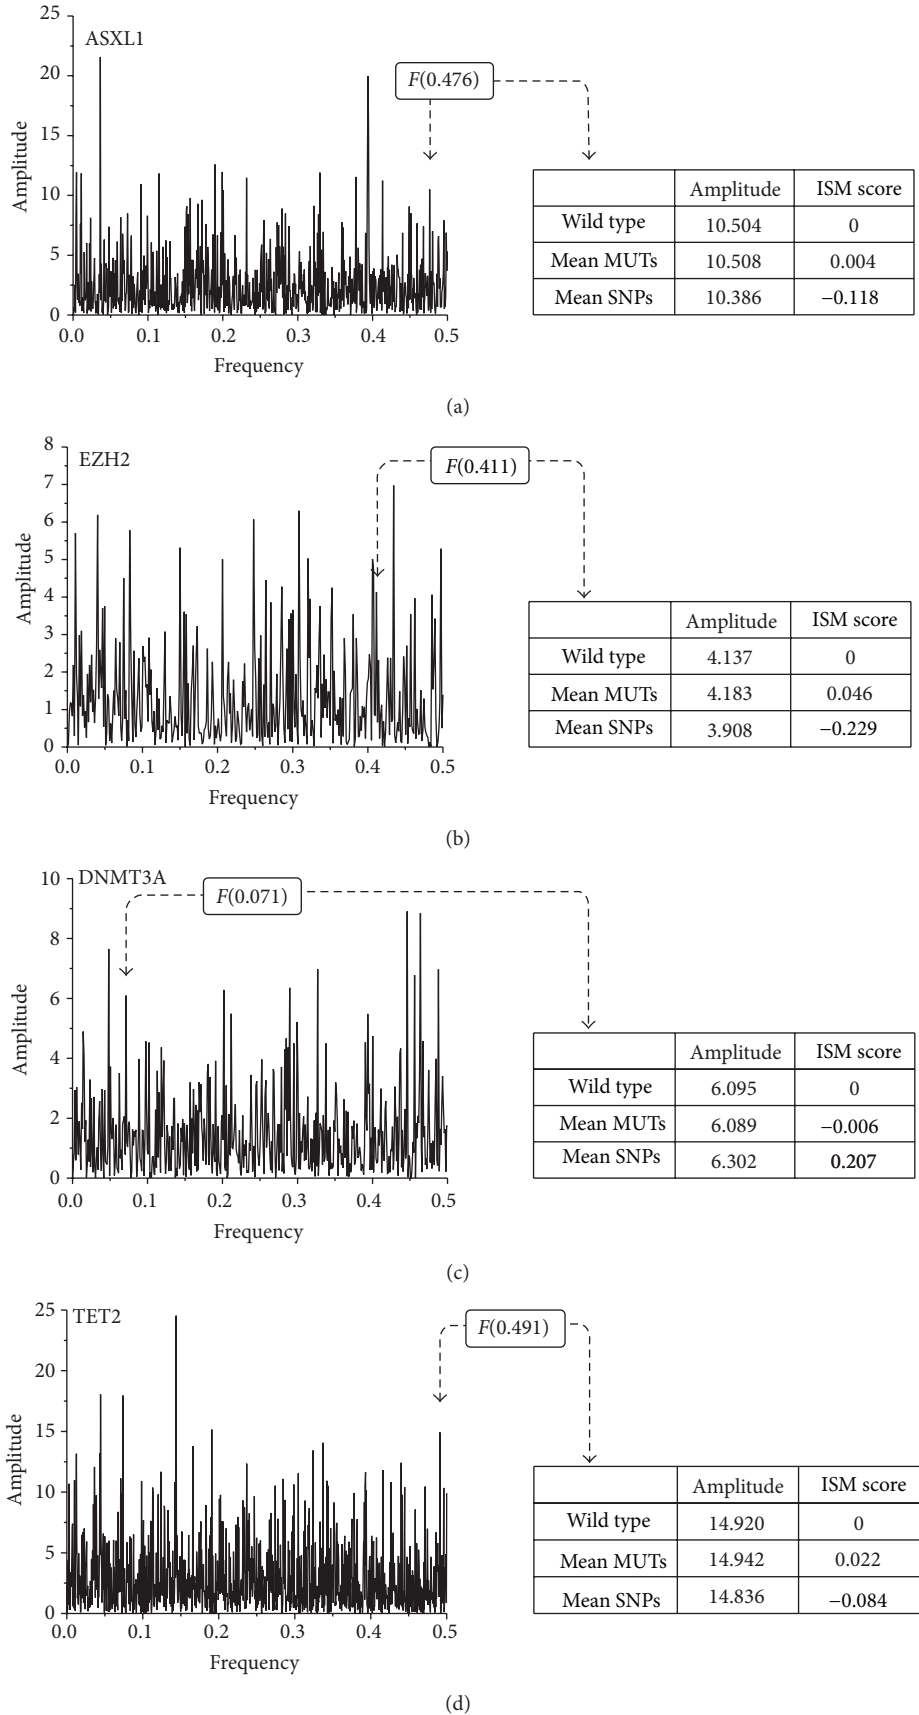 ASXL1
F(0.476)
25
20
15
10
5
0
Amplitude
0.0 0.1 0.2 0.3 0.4 0.5
Frequency
Amplitude ISM score
Wild type 10.504 0
Mean MUTs 10.508 0.004
Mean SNPs 10.386 −0.118
(a)
EZH2
F(0.411)
8
7
6
5
4
3
2
1
0
Amplitude
0.0 0.1 0.2 0.3 0.4 0.5
Frequency
Amplitude ISM score
Wild type 4.137 0
Mean MUTs 4.183 0.046
Mean SNPs 3.908 −0.229
(b)
DNMT3A
F(0.071)
10
8
6
4
2
0
Amplitude
0.0 0.1 0.2 0.3 0.4 0.5
Frequency
Amplitude ISM score
Wild type 6.095 0
Mean MUTs 6.089 −0.006
Mean SNPs 6.302 0.207
(c)
TET2
F(0.491)
25
20
15
10
5
0
Amplitude
0.0 0.1 0.2 0.3 0.4 0.5
Frequency
Amplitude ISM score
Wild type 14.920 0
Mean MUTs 14.942 0.022
Mean SNPs 14.836 −0.084
(d)